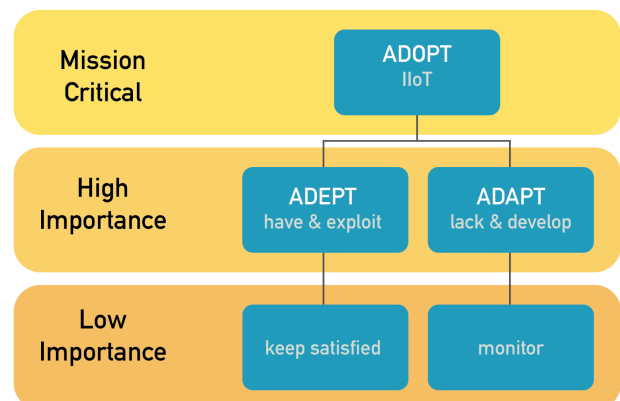 Mission
Critical
ADOPT
IIoT
High
Importance
ADEPT
have & exploit
ADAPT
lack & develop
Low
Importance
keep satisfied
monitor